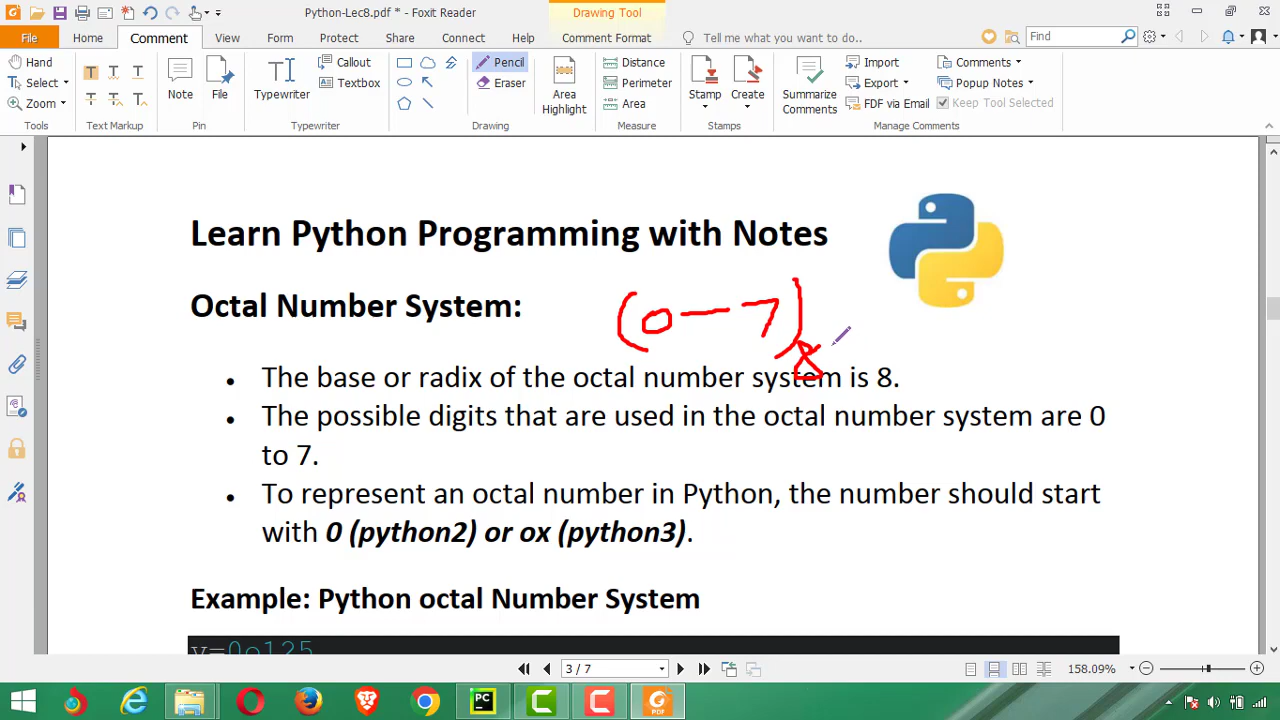 Python-Lec8.pdf * - Foxit Reader
Drawing Tool
File Home Comment View Form Protect Share Connect Help Comment Format Tell me what you want to do.. Find
Hand
Select
Zoom
Tools
Text Markup
Note
File
Pin
Typewriter
Callout
Textbox
Typewriter
Pencil
Eraser
Drawing
Area Highlight
Distance
Perimeter
Area
Measure
Stamp
Create
Stamps
Summarize Comments
Import
Export
FDF via Email
Comments
Popup Notes
Keep Tool Selected
Manage Comments
Learn Python Programming with Notes
Octal Number System:
(0—7)8
• The base or radix of the octal number system is 8.
• The possible digits that are used in the octal number system are 0
to 7.
• To represent an octal number in Python, the number should start
with 0 (python2) or ox (python3).
Example: Python octal Number System
y=0o125
3 / 7
158.09%
PC
PDF